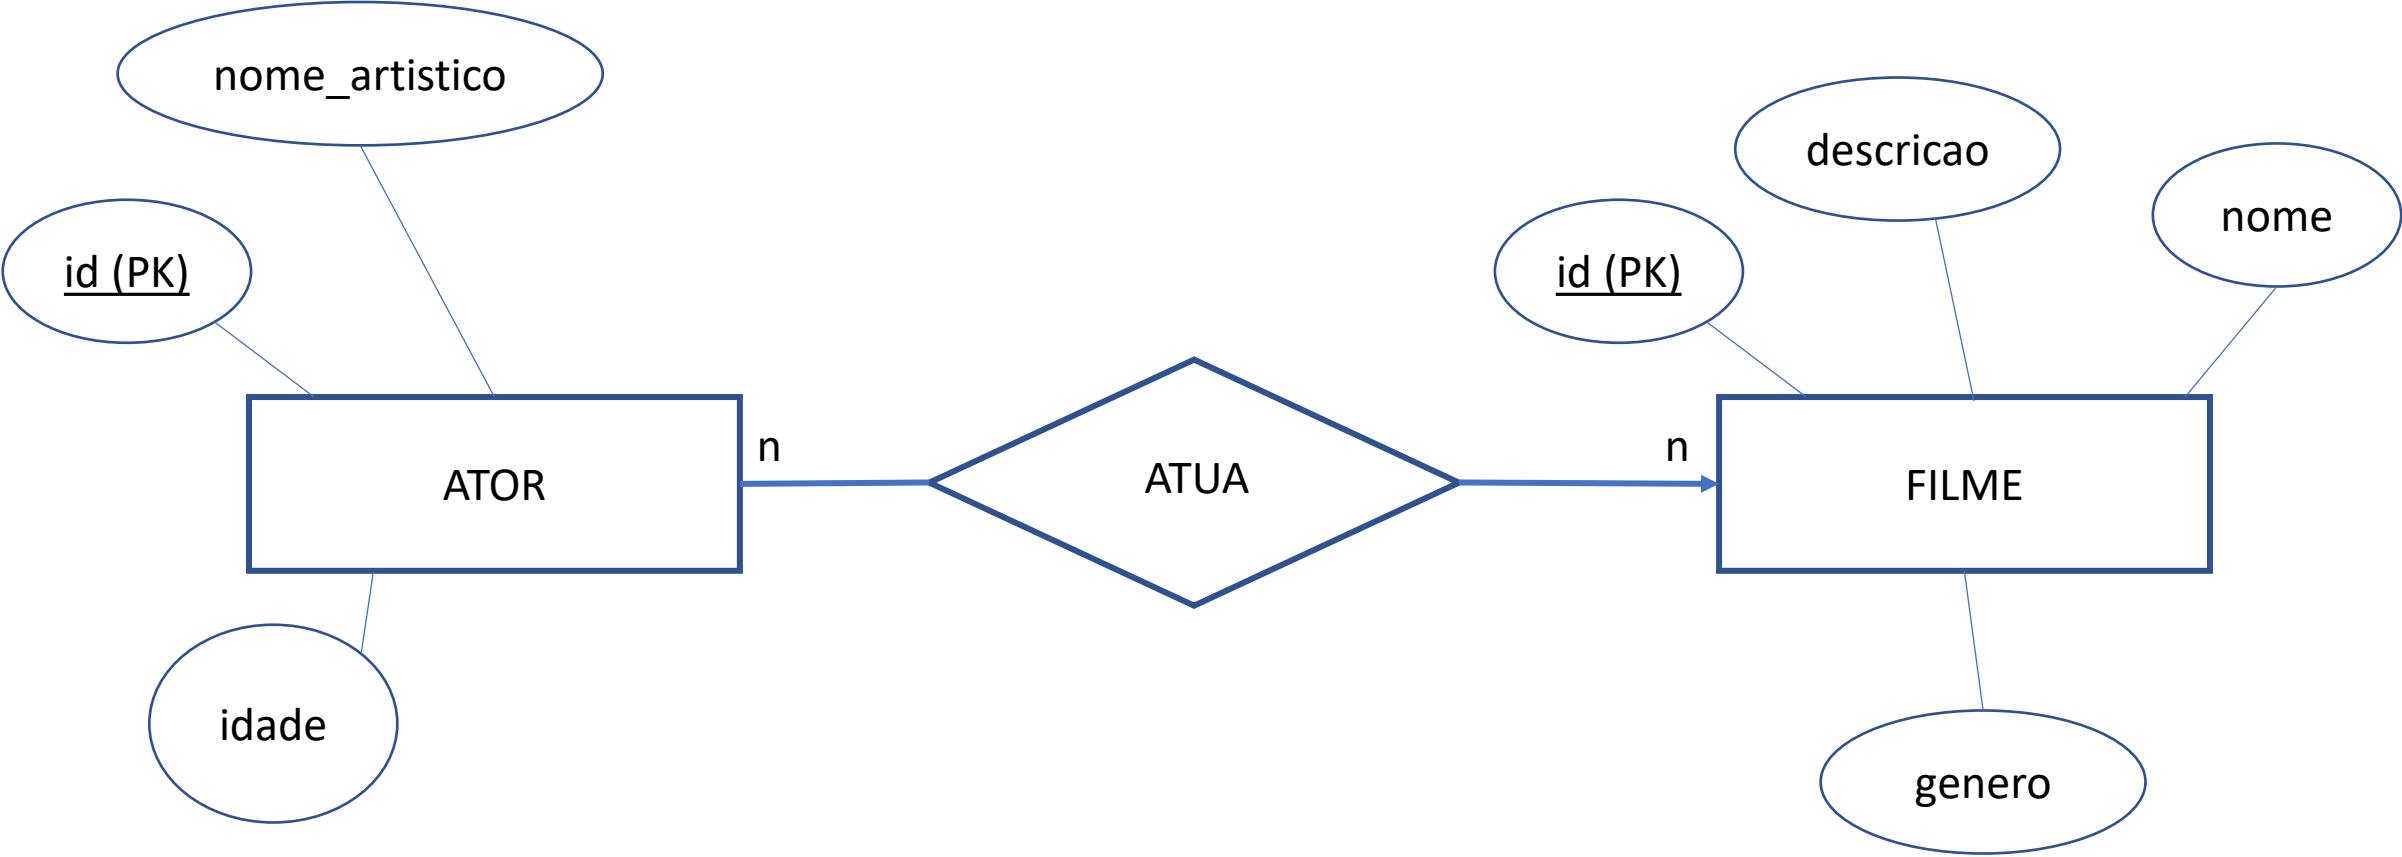 nome_artistico
descricao
nome
id (PK)
id (PK)
n
n
ATOR
ATUA
FILME
idade
genero